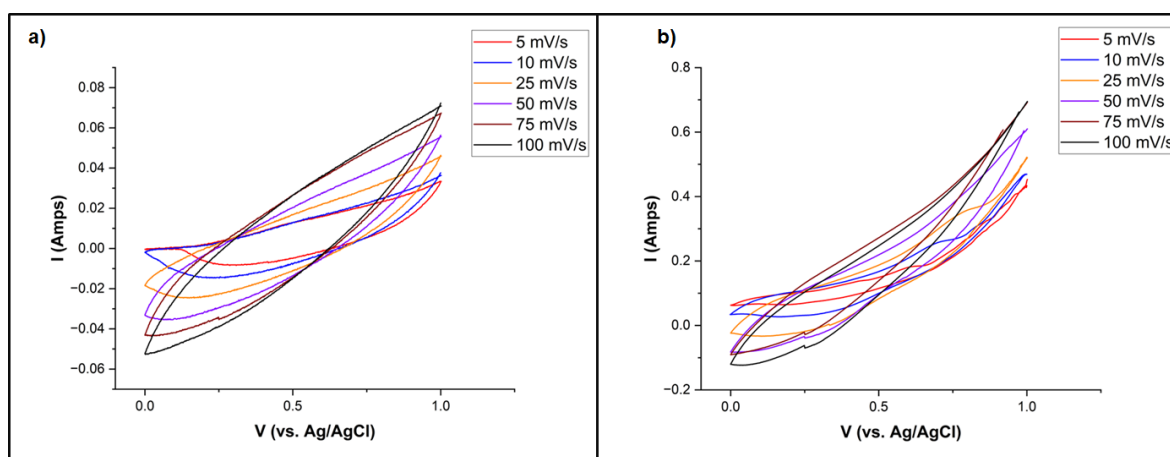 a)
5 mV/s
10 mV/s
25 mV/s
50 mV/s
75 mV/s
100 mV/s
0.08
0.06
0.04
0.02
0.00
−0.02
−0.04
−0.06
I (Amps)
0.0
0.5
1.0
V (vs. Ag/AgCl)
b)
5 mV/s
10 mV/s
25 mV/s
50 mV/s
75 mV/s
100 mV/s
0.8
0.6
0.4
0.2
0.0
−0.2
I (Amps)
0.0
0.5
1.0
V (vs. Ag/AgCl)